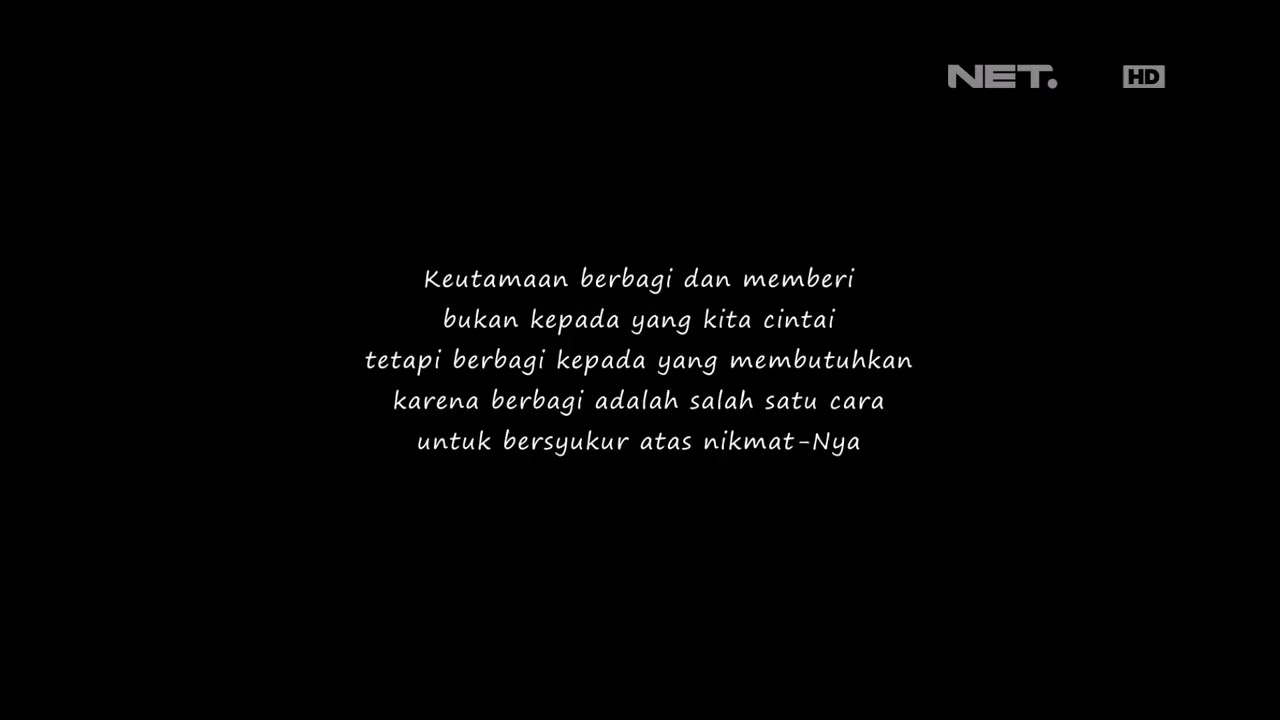 NET. HD
Keutamaan berbagi dan memberi
bukan kepada yang kita cintai
tetapi berbagi kepada yang membutuhkan
karena berbagi adalah salah satu cara
untuk bersyukur atas nikmat-Nya